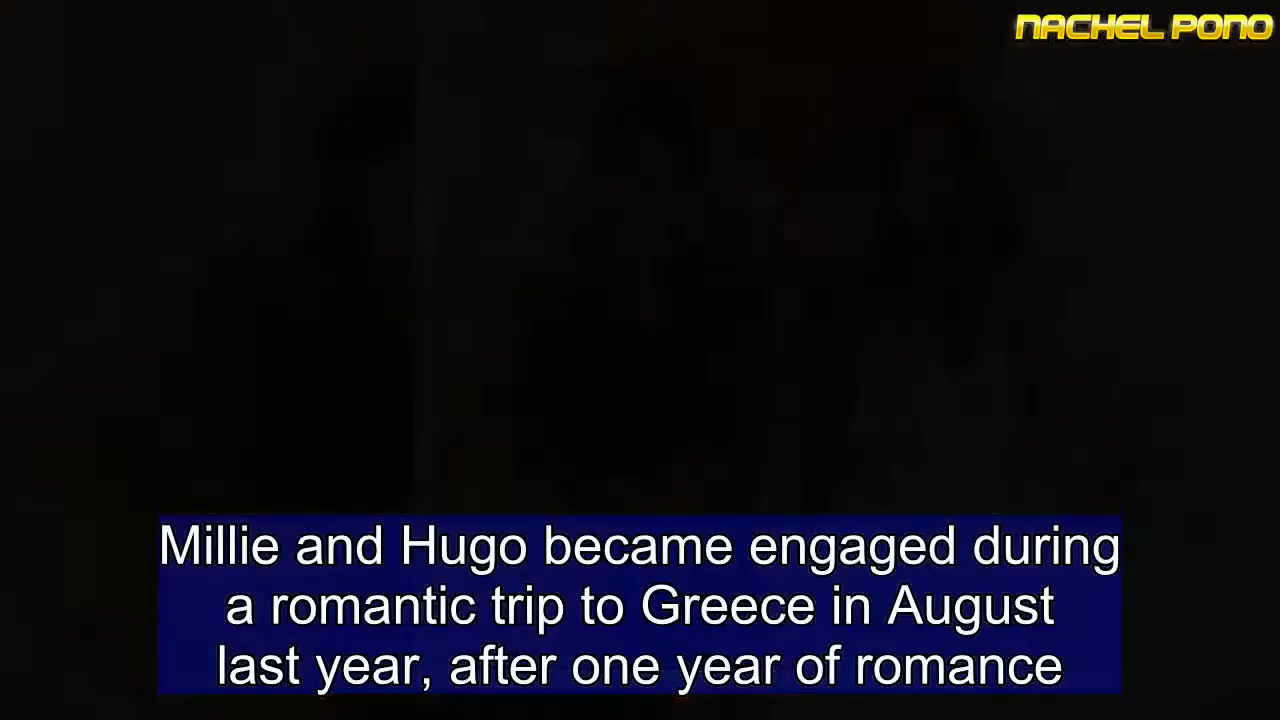 NACHEL PONO
Millie and Hugo became engaged during
a romantic trip to Greece in August
last year, after one year of romance